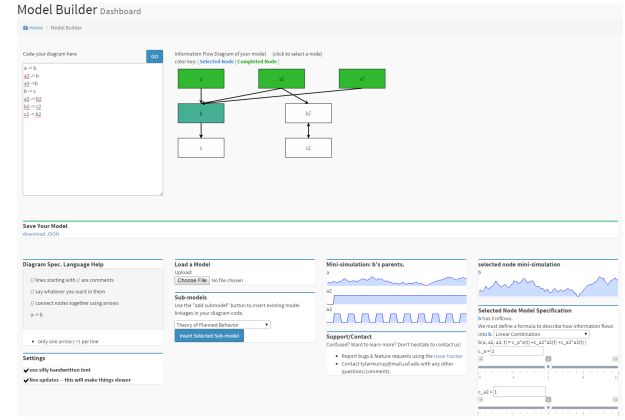 Model Builder Dashboard
Home / Model Builder
Code your diagram here
GO
a -> b
a2 -> b
a3 ->b
b -> c
a2 -> b2
b2 -> c2
c2 -> b2
Information Flow Diagram of your model (click to select a node)
color key: | Selected Node | Completed Node |
a
a2
a3
b
b2
c
c2
Save Your Model
download JSON
Diagram Spec. Language Help
// lines starting with // are comments
// say whatever you want in them
// connect nodes together using arrows
a -> b
only one arrow (->) per line
Settings
use silly handwritten font
live updates -- this will make things slower
Load a Model
Upload:
Choose File No file chosen
Sub-models
Use the "add submodel" button to insert existing model
linkages in your diagram code.
Theory of Planned Behavior
Insert Selected Sub-model
Mini-simulation: b's parents.
a
a2
a3
Support/Contact
Confused? Want to learn more? Don't hesitate to contact us!
Report bugs & feature requests using the issue tracker
Contact tylarmurray@mail.usf.edu with any other
questions/comments.
selected node mini-simulation
b
Selected Node Model Specification
b has 3 inflows.
We must define a formula to describe how information flows
into b. Linear Combination
b(a, a2, a3, t) = c_a*a(t) +c_a2*a2(t) +c_a3*a3(t) )
c_a = 1
c_a2 = 1